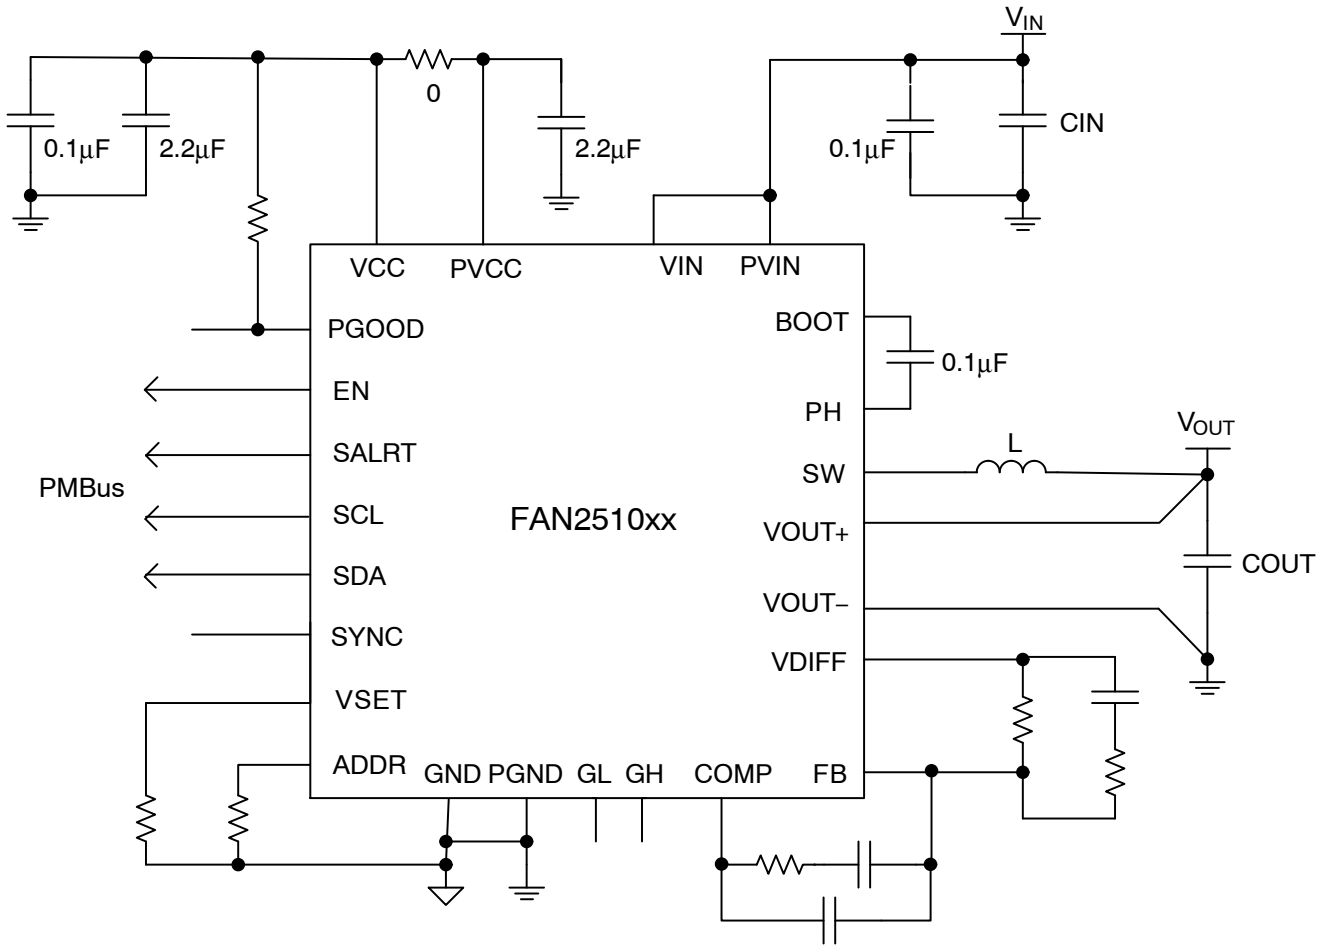 VIN
0
CIN
0.1μF
2.2μF
2.2μF
0.1μF
VCC
PVCC
VIN
PVIN
PGOOD
BOOT
0.1μF
EN
PH
VOUT
SALRT
L
SW
PMBus
SCL
FAN2510xx
VOUT+
COUT
SDA
VOUT−
SYNC
VDIFF
VSET
ADDR
GND
PGND
GL
GH
COMP
FB